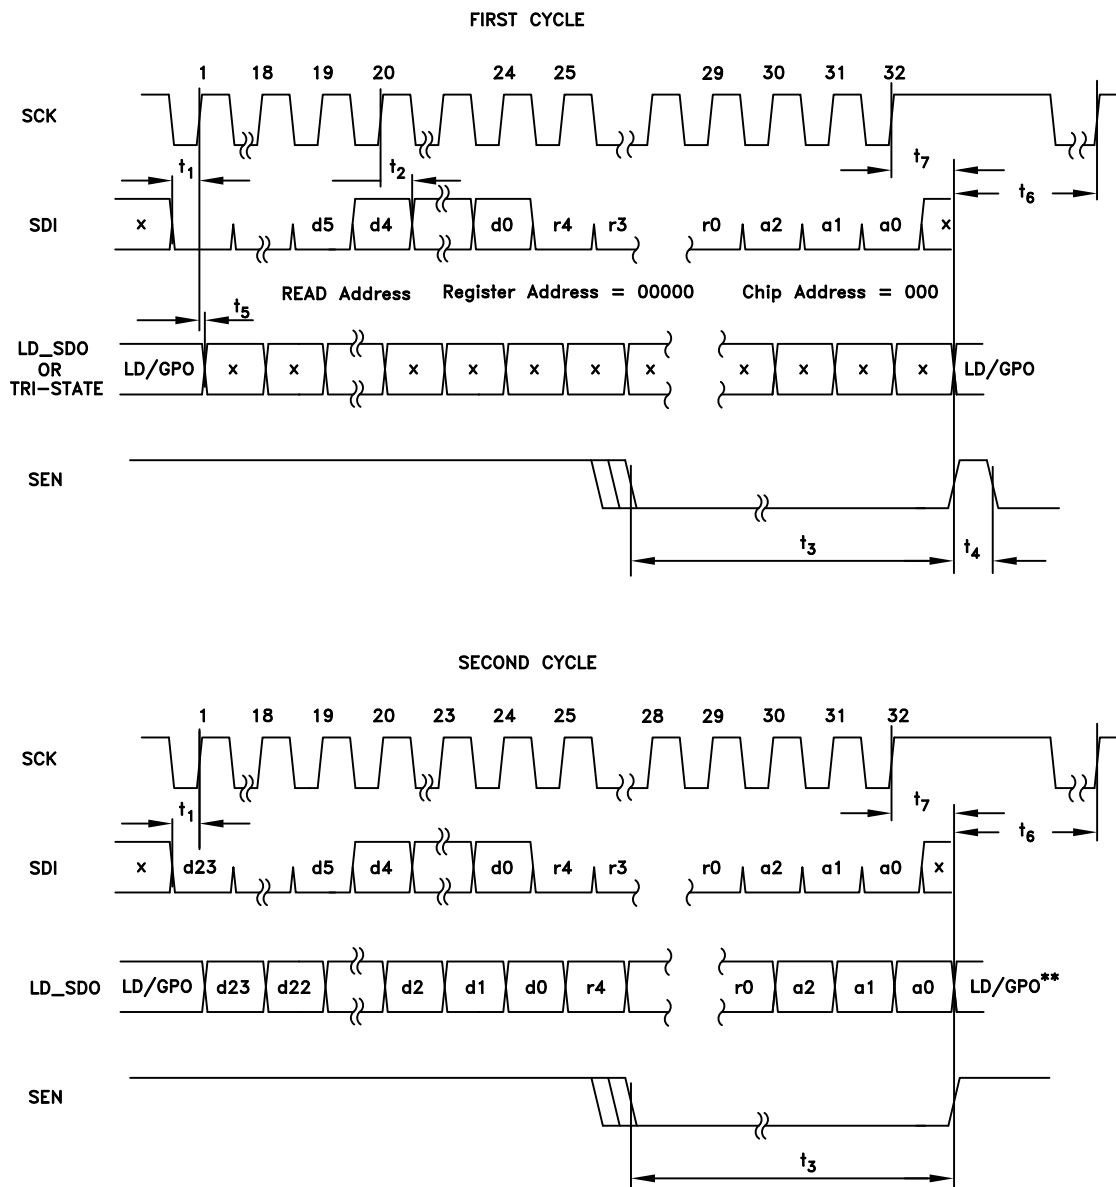 FIRST CYCLE
1 18 19 20 24 25 29 30 31 32
SCK
t1 t2 t7 t6
SDI x d5 d4 d0 r4 r3 r0 a2 a1 a0 x
READ Address Register Address = 00000 Chip Address = 000
t5
LD_SDO
OR
TRI-STATE
LD/GPO x x x x x x x x x x x LD/GPO
SEN
t3 t4
SECOND CYCLE
1 18 19 20 23 24 25 28 29 30 31 32
SCK
t1 t7 t6
SDI x d23 d5 d4 d0 r4 r3 r0 a2 a1 a0 x
LD_SDO LD/GPO d23 d22 d2 d1 d0 r4 r0 a2 a1 a0 LD/GPO**
SEN
t3